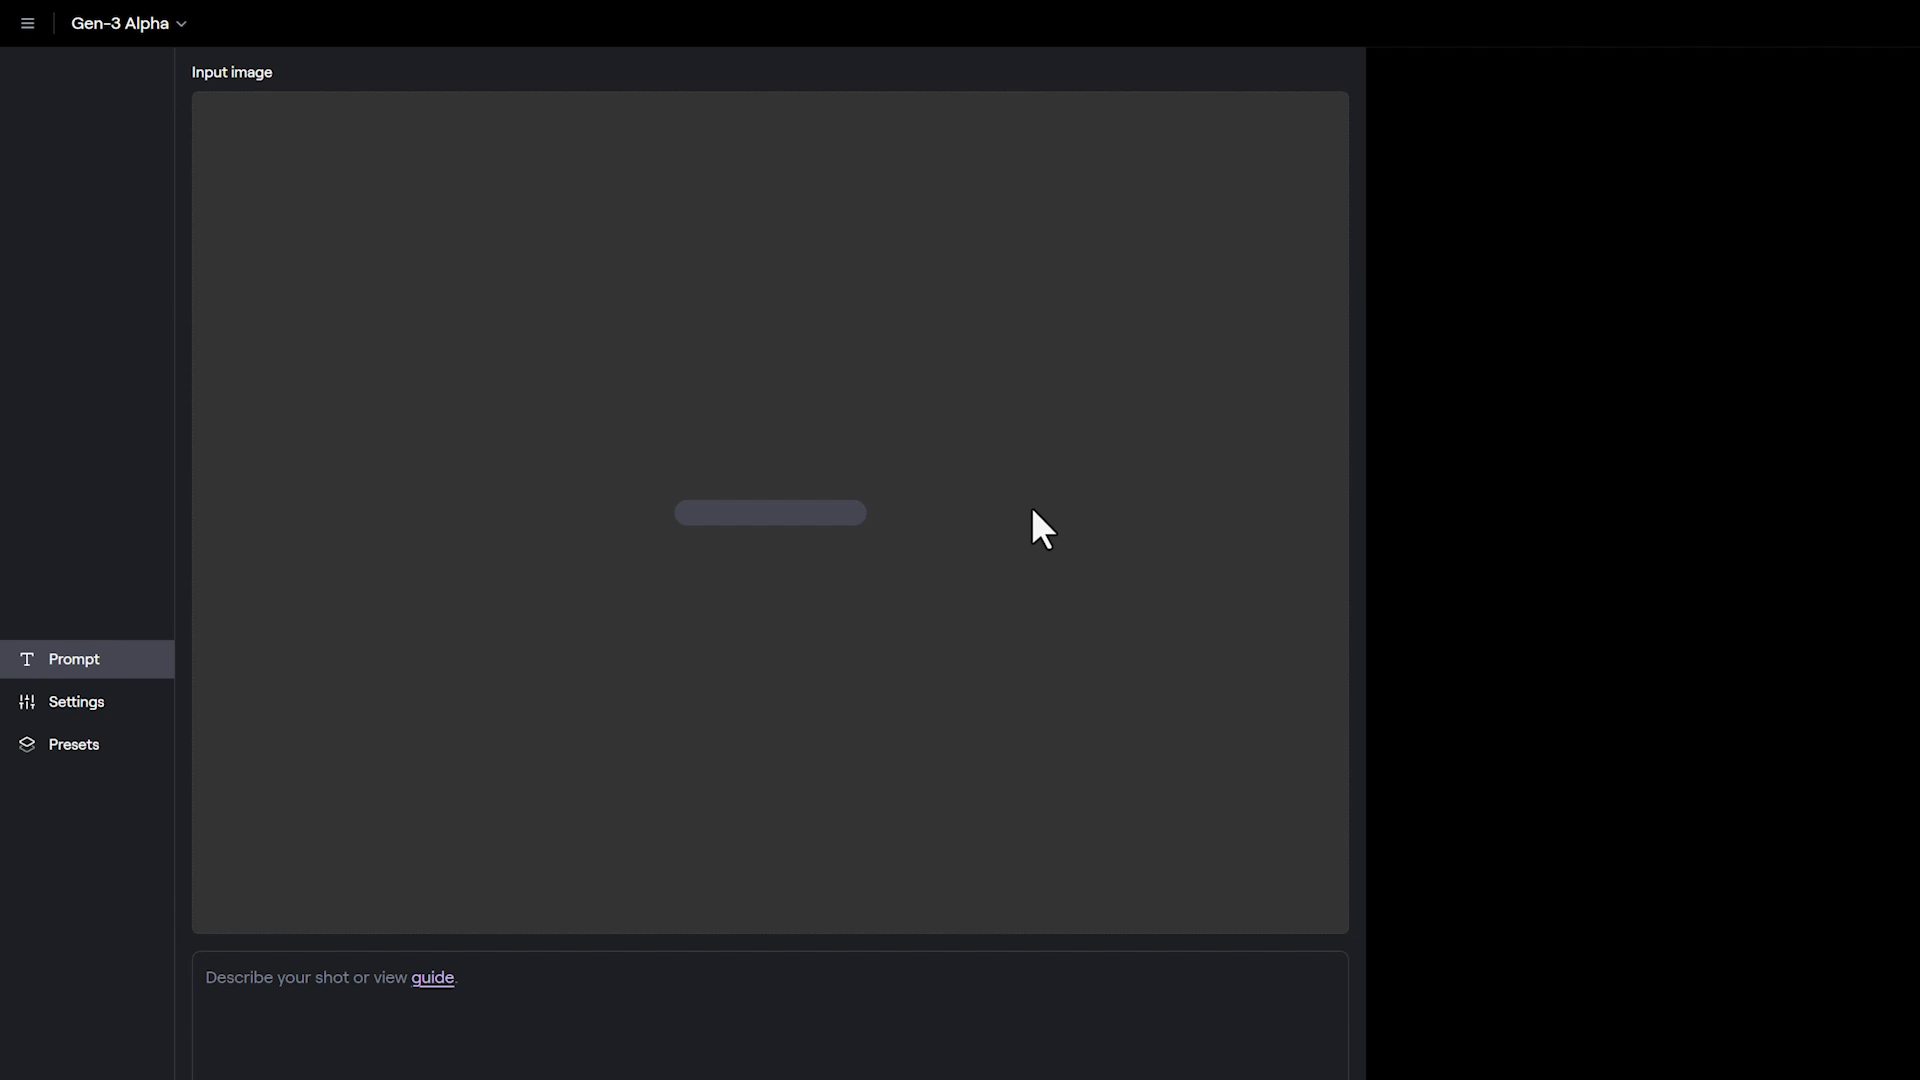 Gen-3 Alpha
Input image
Prompt
Settings
Presets
Describe your shot or view guide.